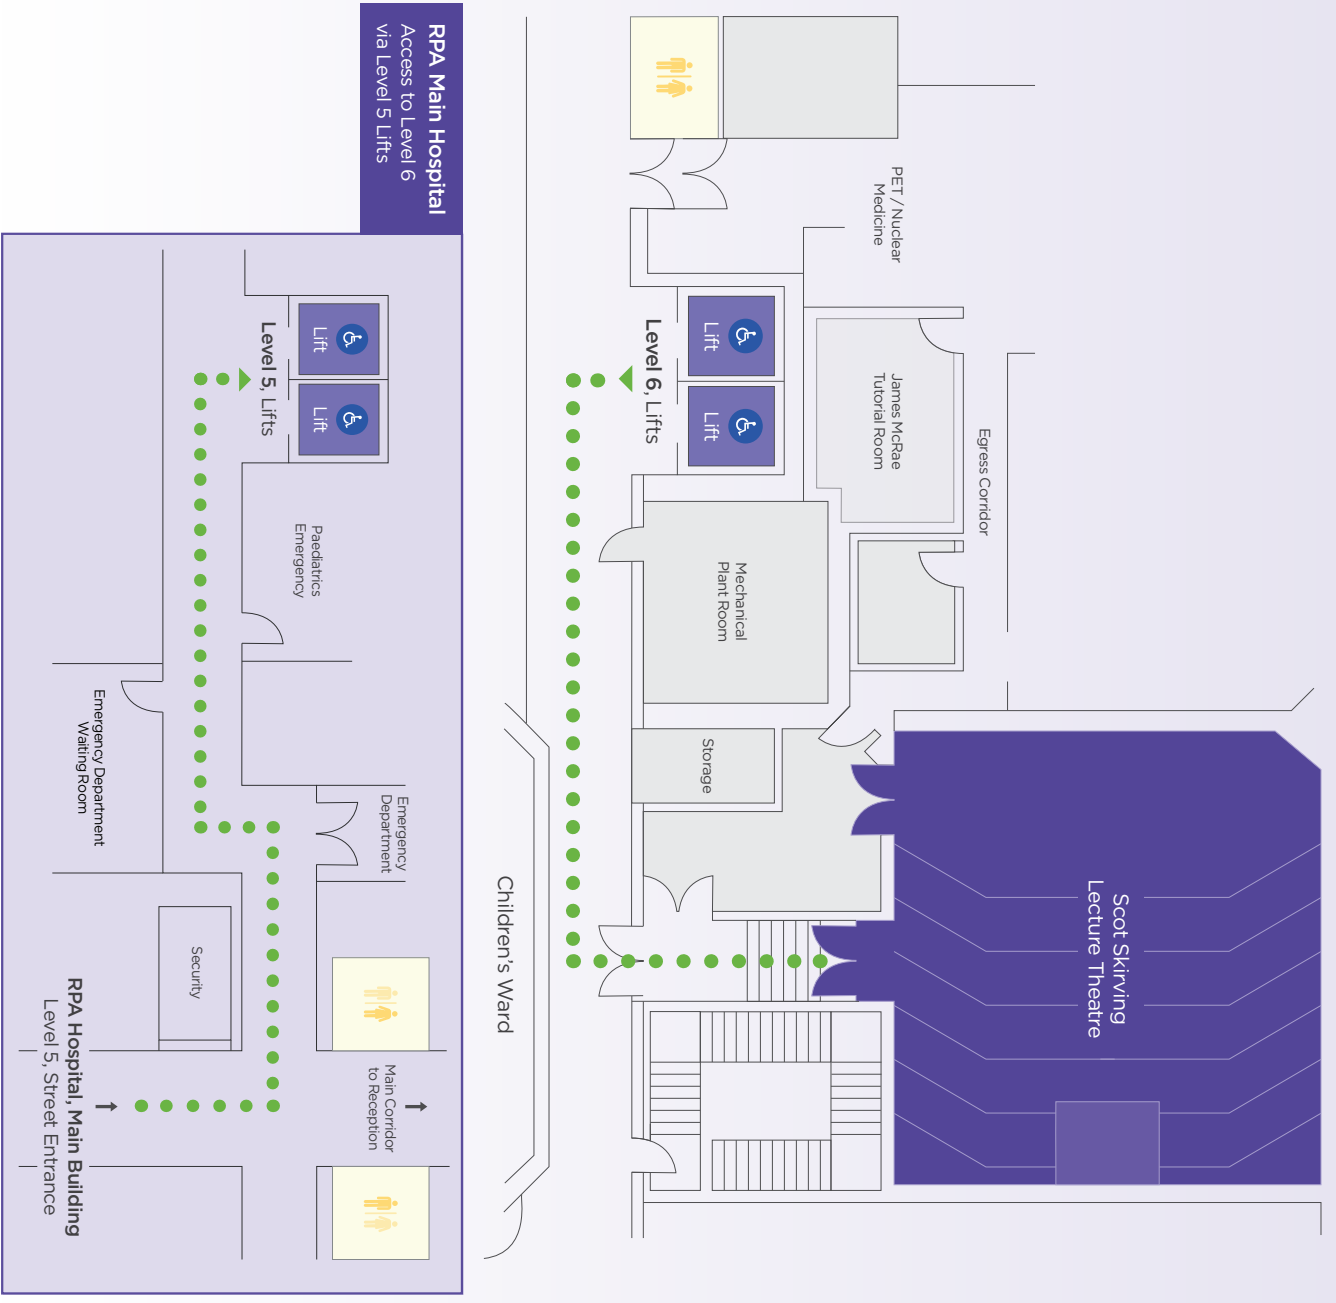 RPA Main Hospital
Access to Level 6
via Level 5 Lifts
PET / Nuclear
Medicine
Lift
Lift
Level 6, Lifts
James McRae
Tutorial Room
Egress Corridor
Mechanical
Plant Room
Storage
Scot Skirving
Lecture Theatre
Children's Ward
Lift
Lift
Level 5, Lifts
Paediatrics
Emergency
Emergency Department
Waiting Room
Emergency
Department
Security
Main Corridor
to Reception
RPA Hospital, Main Building
Level 5, Street Entrance